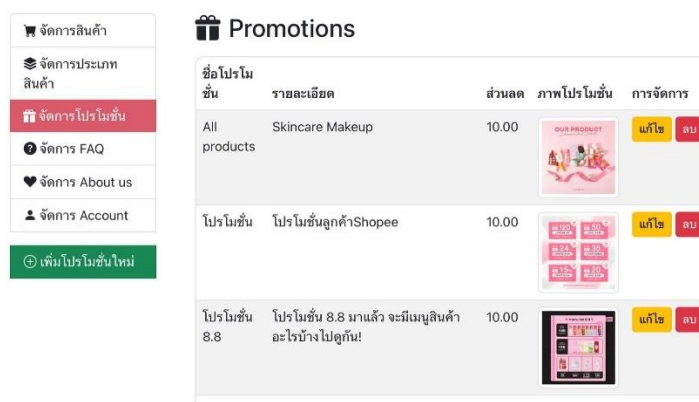 จัดการสินค้า
จัดการประเภท
สินค้า
จัดการโปรโมชั่น
จัดการ FAQ
จัดการ About us
จัดการ Account
เพิ่มโปรโมชั่นใหม่
Promotions
ชื่อโปรโม
ชั่น รายละเอียด ส่วนลด ภาพโปรโมชั่น การจัดการ
All Skincare Makeup 10.00 แก้ไข ลบ
products
OUR PRODUCT
โปรโมชั่น โปรโมชั่นลูกค้าShopee 10.00 แก้ไข ลบ
โปรโมชั่น โปรโมชั่น 8.8 มาแล้ว จะมีเมนูสินค้า 10.00 แก้ไข ลบ
8.8 อะไรบ้างไปดูกัน!